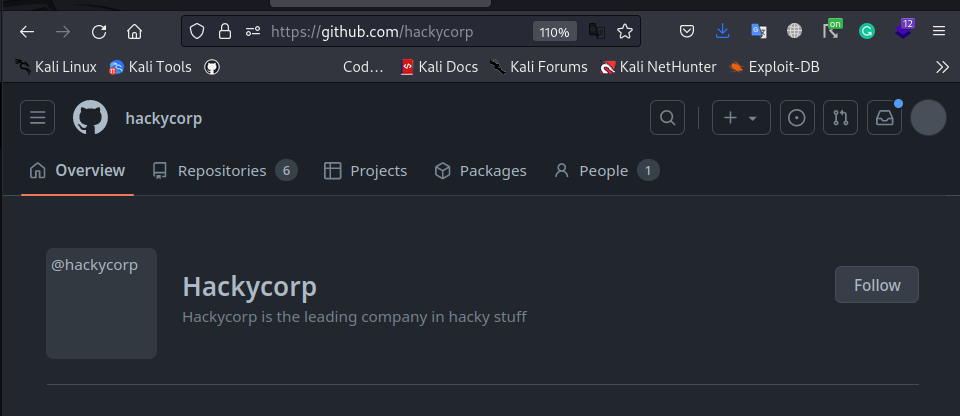 https://github.com/hackycorp 110% on 12
Kali Linux Kali Tools Cod... Kali Docs Kali Forums Kali NetHunter Exploit-DB
hackycorp
Overview Repositories 6 Projects Packages People 1
@hackycorp
Hackycorp
Hackycorp is the leading company in hacky stuff
Follow